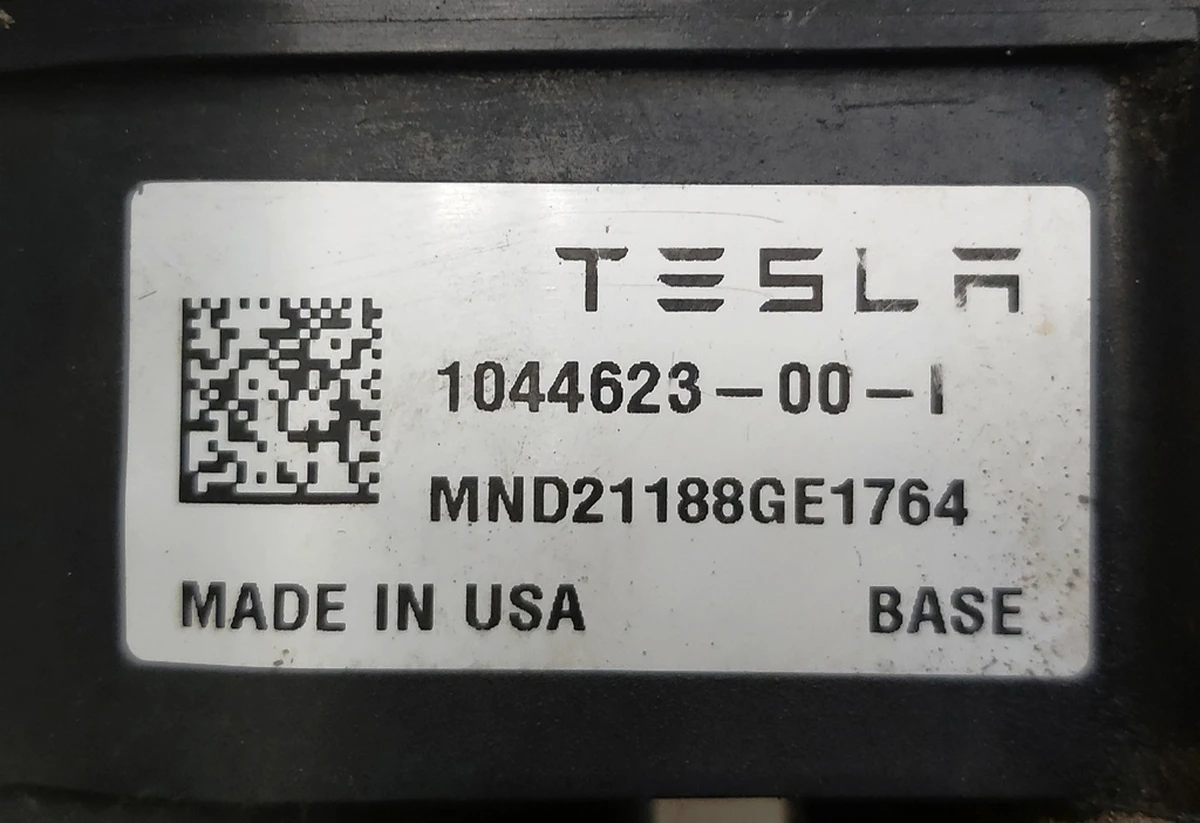 TESLA
1044623-00-I
MND21188GE1764
MADE IN USA BASE